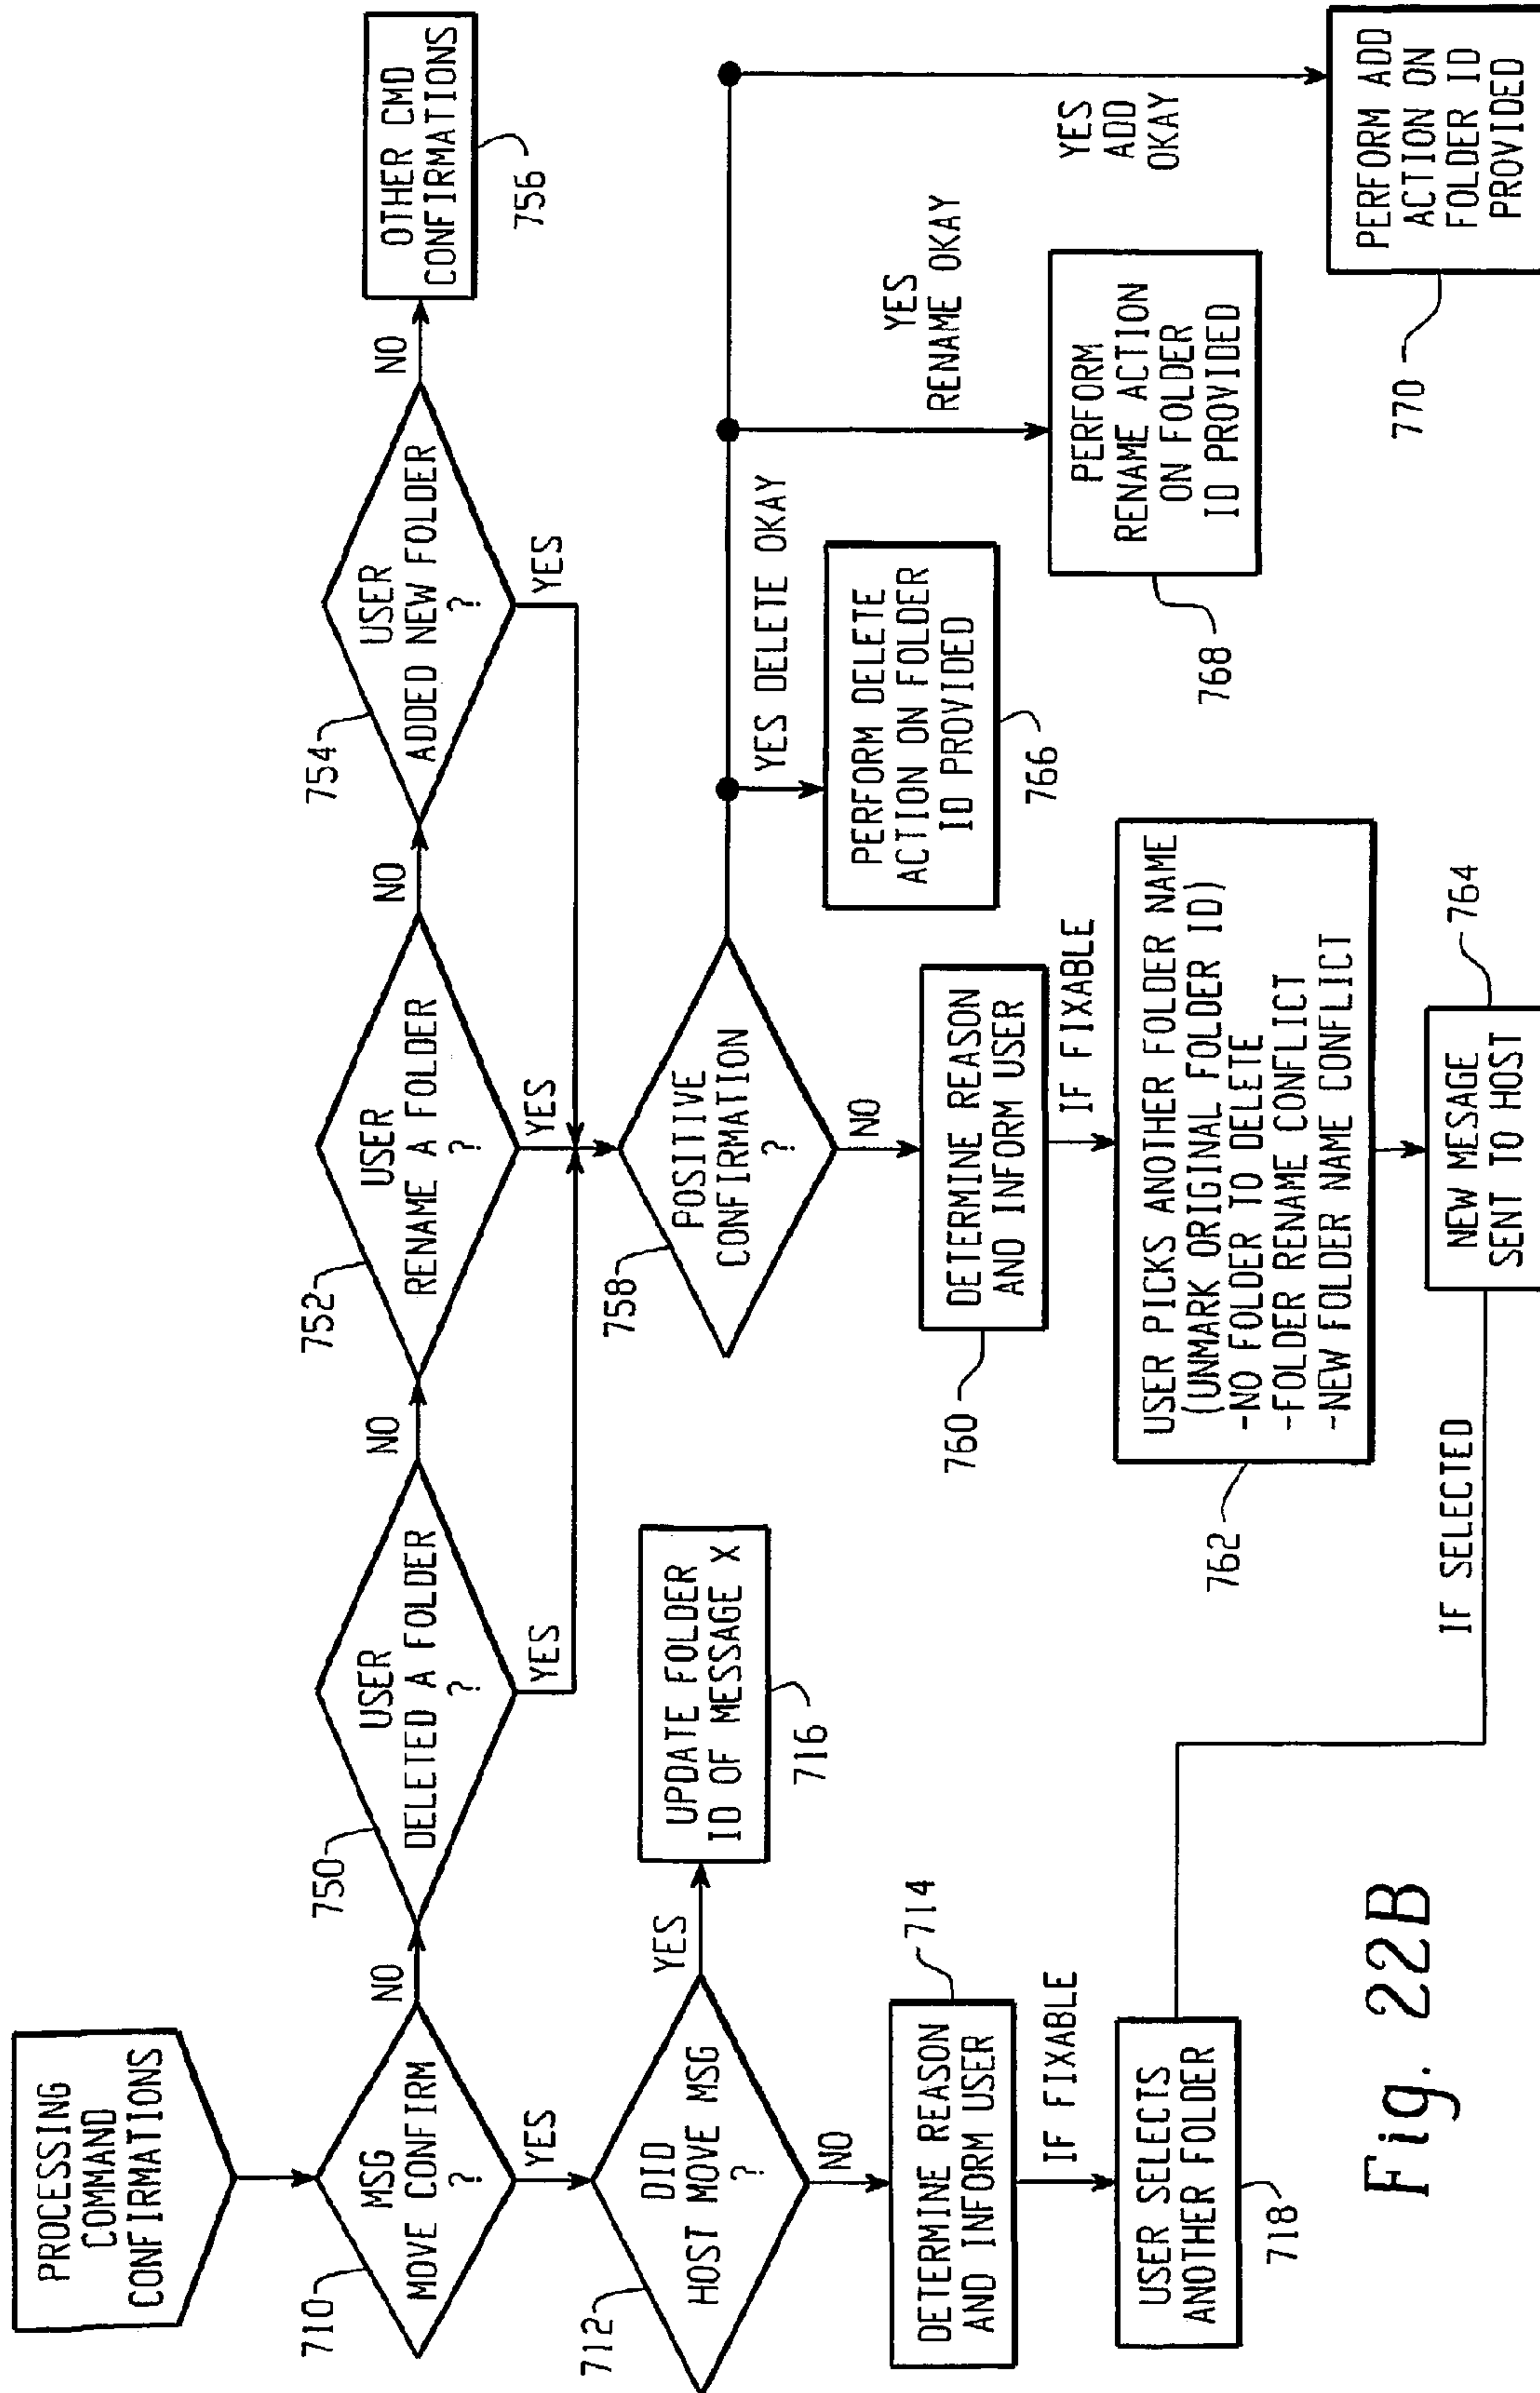 PROCESSING
COMMAND
CONFIRMATIONS
710
MSG
MOVE CONFIRM
?
NO
YES
750
USER
DELETED A FOLDER
?
NO
YES
752
USER
RENAME A FOLDER
?
NO
YES
754
USER
ADDED NEW FOLDER
?
NO
YES
OTHER CMD
CONFIRMATIONS
756
712
DID
HOST MOVE MSG
?
YES
NO
UPDATE FOLDER
ID OF MESSAGE X
716
DETERMINE REASON
AND INFORM USER
714
IF FIXABLE
USER SELECTS
ANOTHER FOLDER
718
IF SELECTED
758
POSITIVE
CONFIRMATION
?
NO
DETERMINE REASON
AND INFORM USER
760
IF FIXABLE
USER PICKS ANOTHER FOLDER NAME
(UNMARK ORIGINAL FOLDER ID)
-NO FOLDER TO DELETE
-FOLDER RENAME CONFLICT
-NEW FOLDER NAME CONFLICT
762
NEW MESSAGE
SENT TO HOST
764
YES DELETE OKAY
PERFORM DELETE
ACTION ON FOLDER
ID PROVIDED
766
YES
RENAME OKAY
PERFORM
RENAME ACTION
ON FOLDER
ID PROVIDED
768
YES
ADD
OKAY
PERFORM ADD
ACTION ON
FOLDER ID
PROVIDED
770
Fig. 22B